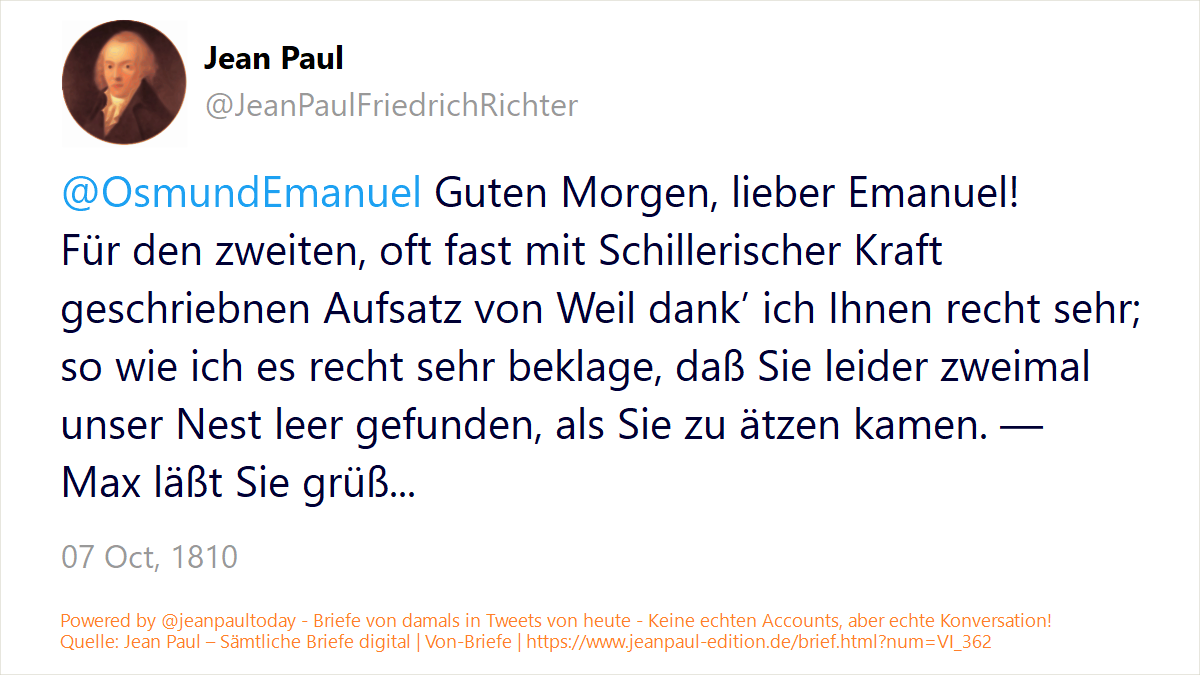 Jean Paul
@JeanPaulFriedrichRichter
@OsmundEmanuel Guten Morgen, lieber Emanuel!
Für den zweiten, oft fast mit Schillerischer Kraft
geschriebnen Aufsatz von Weil dank’ ich Ihnen recht sehr;
so wie ich es recht sehr beklage, daß Sie leider zweimal
unser Nest leer gefunden, als Sie zu ätzen kamen. —
Max läßt Sie grüß...
07 Oct, 1810
Powered by @jeanpaultoday - Briefe von damals in Tweets von heute - Keine echten Accounts, aber echte Konversation!
Quelle: Jean Paul – Sämtliche Briefe digital | Von-Briefe | https://www.jeanpaul-edition.de/brief.html?num=VI_362